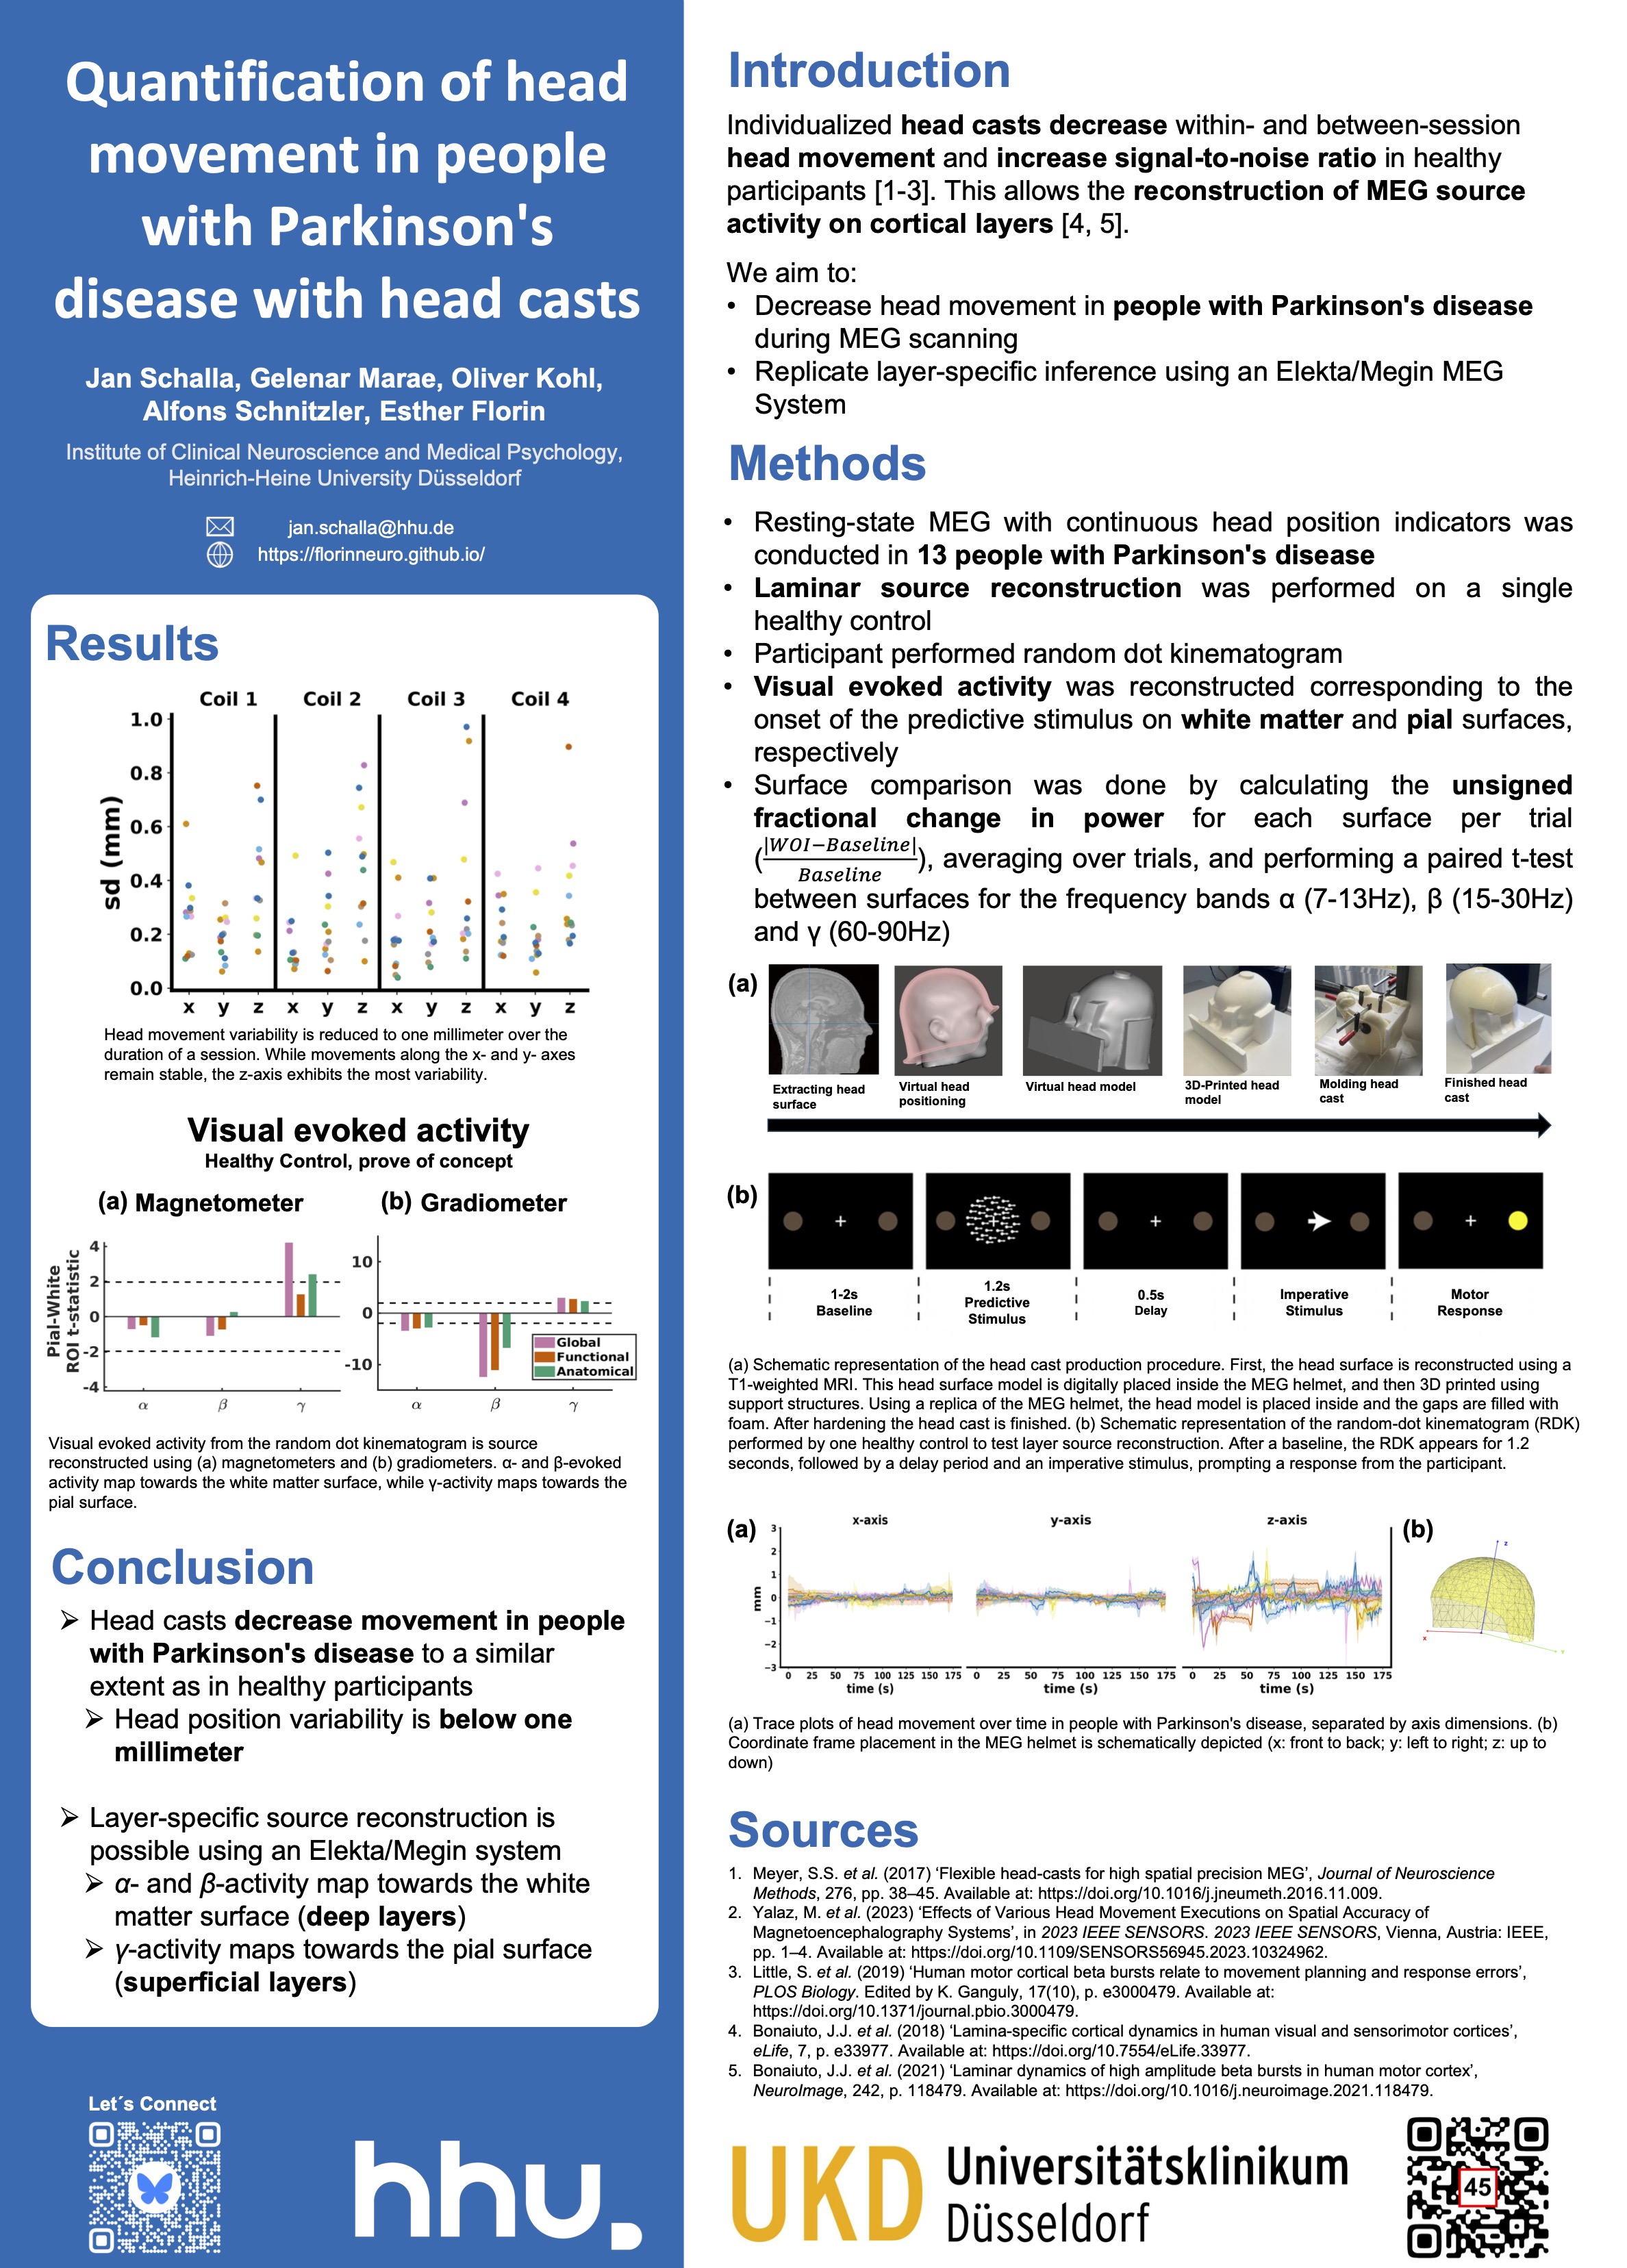 Quantification of head
movement in people
with Parkinson's
disease with head casts
Jan Schalla, Gelenar Marae, Oliver Kohl,
Alfons Schnitzler, Esther Florin
Institute of Clinical Neuroscience and Medical Psychology,
Heinrich-Heine University Düsseldorf
jan.schalla@hhu.de
https://florinneuro.github.io/
Results
Coil 1 Coil 2 Coil 3 Coil 4
sd (mm)
1.0
0.8
0.6
0.4
0.2
0.0
x y z x y z x y z x y z
Head movement variability is reduced to one millimeter over the
duration of a session. While movements along the x- and y- axes
remain stable, the z-axis exhibits the most variability.
Visual evoked activity
Healthy Control, prove of concept
(a) Magnetometer (b) Gradiometer
Pial-White
ROI t-statistic
4
2
0
-2
-4
α β γ
10
0
-10
Global
Functional
Anatomical
α β γ
Visual evoked activity from the random dot kinematogram is source
reconstructed using (a) magnetometers and (b) gradiometers. α- and β-evoked
activity map towards the white matter surface, while γ-activity maps towards the
pial surface.
Conclusion
➢ Head casts decrease movement in people
with Parkinson's disease to a similar
extent as in healthy participants
➢ Head position variability is below one
millimeter
➢ Layer-specific source reconstruction is
possible using an Elekta/Megin system
➢ α- and β-activity map towards the white
matter surface (deep layers)
➢ γ-activity maps towards the pial surface
(superficial layers)
Let´s Connect
hhu.
Introduction
Individualized head casts decrease within- and between-session
head movement and increase signal-to-noise ratio in healthy
participants [1-3]. This allows the reconstruction of MEG source
activity on cortical layers [4, 5].
We aim to:
• Decrease head movement in people with Parkinson's disease
during MEG scanning
• Replicate layer-specific inference using an Elekta/Megin MEG
System
Methods
• Resting-state MEG with continuous head position indicators was
conducted in 13 people with Parkinson's disease
• Laminar source reconstruction was performed on a single
healthy control
• Participant performed random dot kinematogram
• Visual evoked activity was reconstructed corresponding to the
onset of the predictive stimulus on white matter and pial surfaces,
respectively
• Surface comparison was done by calculating the unsigned
fractional change in power for each surface per trial
(|WOI−Baseline|/Baseline), averaging over trials, and performing a paired t-test
between surfaces for the frequency bands α (7-13Hz), β (15-30Hz)
and γ (60-90Hz)
(a)
Extracting head
surface
Virtual head
positioning
Virtual head model
3D-Printed head
model
Molding head
cast
Finished head
cast
(b)
1-2s
Baseline
1.2s
Predictive
Stimulus
0.5s
Delay
Imperative
Stimulus
Motor
Response
(a) Schematic representation of the head cast production procedure. First, the head surface is reconstructed using a
T1-weighted MRI. This head surface model is digitally placed inside the MEG helmet, and then 3D printed using
support structures. Using a replica of the MEG helmet, the head model is placed inside and the gaps are filled with
foam. After hardening the head cast is finished. (b) Schematic representation of the random-dot kinematogram (RDK)
performed by one healthy control to test layer source reconstruction. After a baseline, the RDK appears for 1.2
seconds, followed by a delay period and an imperative stimulus, prompting a response from the participant.
(a) x-axis y-axis z-axis (b)
mm
3
2
1
0
−1
−2
−3
0 25 50 75 100 125 150 175 0 25 50 75 100 125 150 175 0 25 50 75 100 125 150 175
time (s) time (s) time (s)
z
x
Y
(a) Trace plots of head movement over time in people with Parkinson's disease, separated by axis dimensions. (b)
Coordinate frame placement in the MEG helmet is schematically depicted (x: front to back; y: left to right; z: up to
down)
Sources
1. Meyer, S.S. et al. (2017) ‘Flexible head-casts for high spatial precision MEG’, Journal of Neuroscience
Methods, 276, pp. 38–45. Available at: https://doi.org/10.1016/j.jneumeth.2016.11.009.
2. Yalaz, M. et al. (2023) ‘Effects of Various Head Movement Executions on Spatial Accuracy of
Magnetoencephalography Systems’, in 2023 IEEE SENSORS. 2023 IEEE SENSORS, Vienna, Austria: IEEE,
pp. 1–4. Available at: https://doi.org/10.1109/SENSORS56945.2023.10324962.
3. Little, S. et al. (2019) ‘Human motor cortical beta bursts relate to movement planning and response errors’,
PLOS Biology. Edited by K. Ganguly, 17(10), p. e3000479. Available at:
https://doi.org/10.1371/journal.pbio.3000479.
4. Bonaiuto, J.J. et al. (2018) ‘Lamina-specific cortical dynamics in human visual and sensorimotor cortices’,
eLife, 7, p. e33977. Available at: https://doi.org/10.7554/eLife.33977.
5. Bonaiuto, J.J. et al. (2021) ‘Laminar dynamics of high amplitude beta bursts in human motor cortex’,
NeuroImage, 242, p. 118479. Available at: https://doi.org/10.1016/j.neuroimage.2021.118479.
UKD Universitätsklinikum
Düsseldorf
45